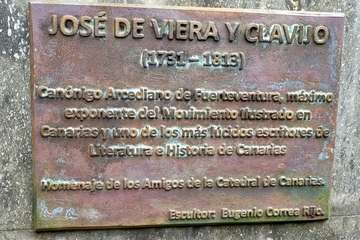 JOSÉ DE VIERA Y CLAVIJO
(1731 – 1813)
Canónigo Arcediano de Fuerteventura, máximo
exponente del Movimiento Ilustrado en
Canarias y uno de los más lúcidos escritores de
Literatura e Historia de Canarias
Homenaje de los Amigos de la Catedral de Canarias.
Escultor: Eugenio Correa Rijo.